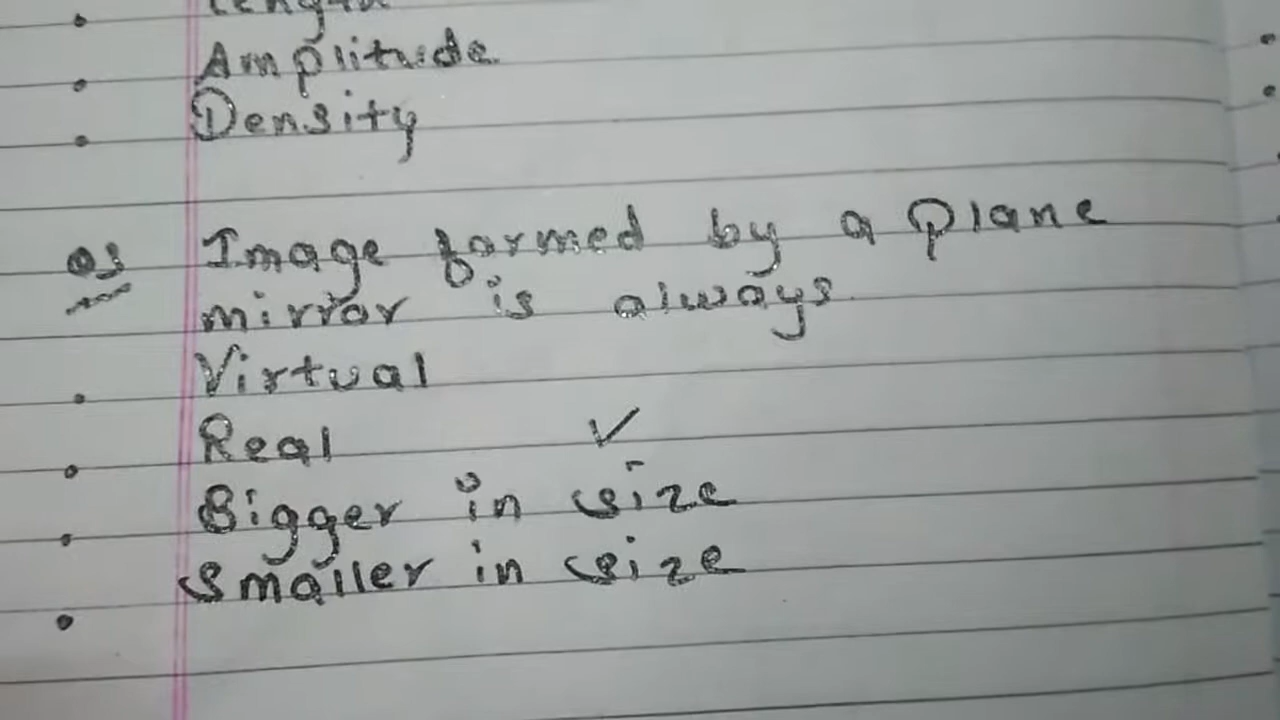 Amplitude
Density
Q3 Image formed by a plane
mirror is always.
Virtual
Real ✓
Bigger in size
Smaller in size